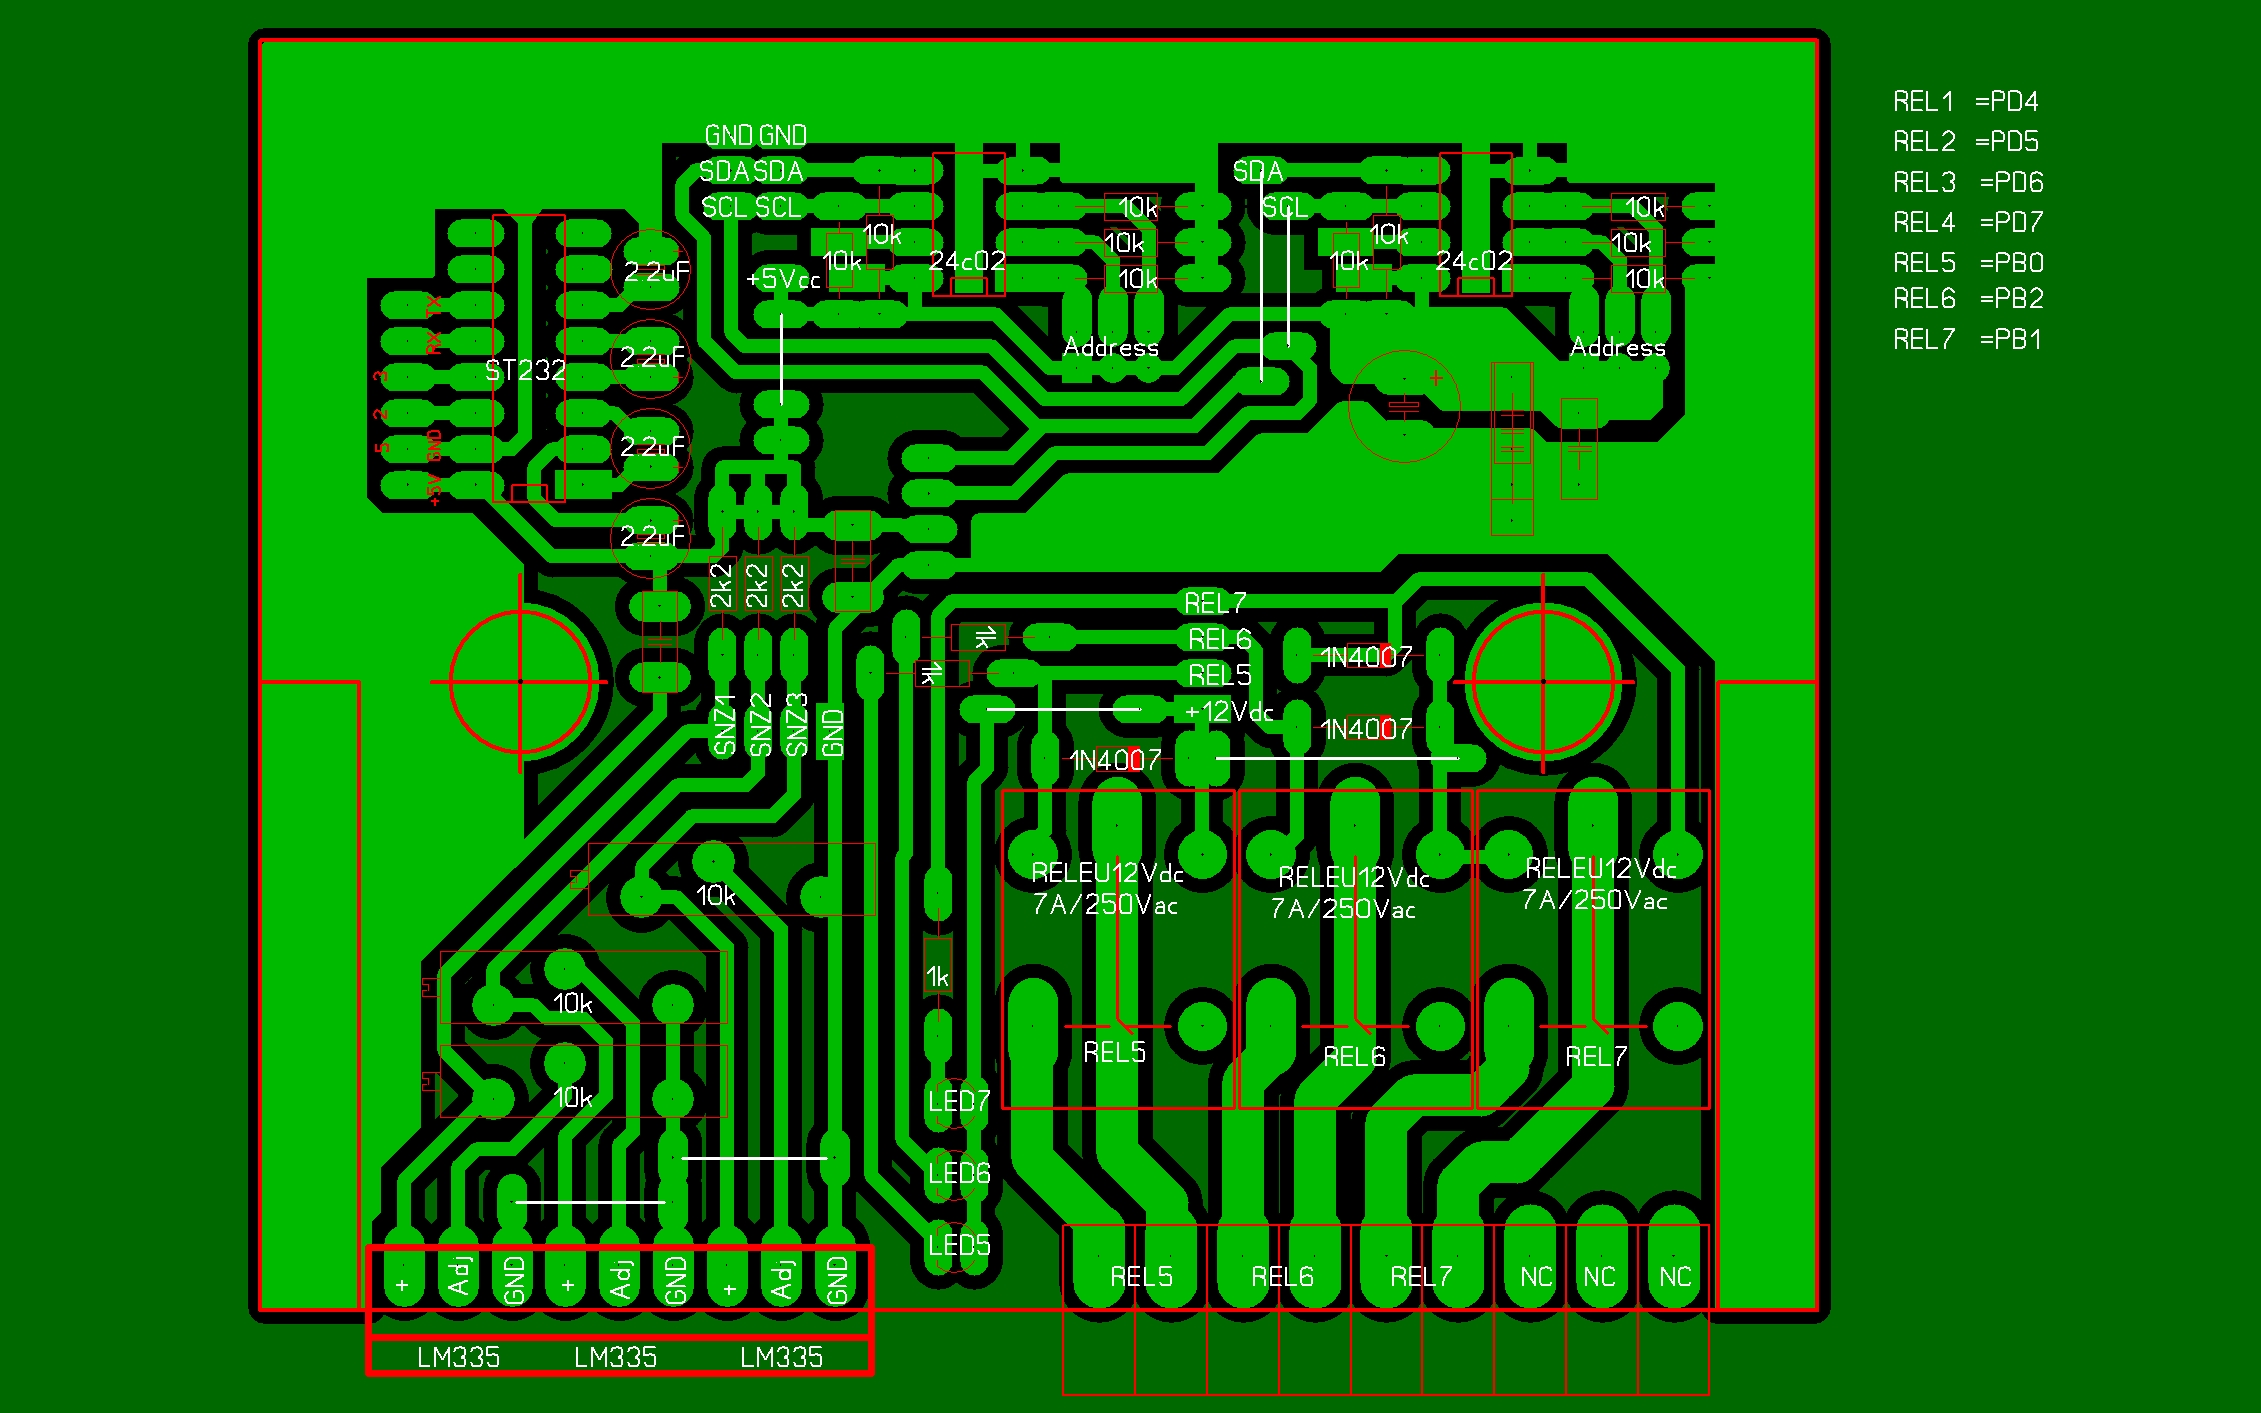 REL1 =PD4
REL2 =PD5
REL3 =PD6
REL4 =PD7
REL5 =PB0
REL6 =PB2
REL7 =PB1
GND GND
SDA SDA
SCL SCL
SDA
SCL
10k
10k
10k
10k
10k
10k
10k
10k
10k
10k
24c02
24c02
+5Vcc
Address
Address
2.2uF
2.2uF
2.2uF
2.2uF
TX
RX
3
2
5 GND
+5V
ST232
2k2
2k2
2k2
SNZ1
SNZ2
SNZ3
GND
1k
1k
REL7
REL6
REL5
+12Vdc
1N4007
1N4007
1N4007
RELEU12Vdc
7A/250Vac
RELEU12Vdc
7A/250Vac
RELEU12Vdc
7A/250Vac
10k
10k
10k
1k
REL5
REL6
REL7
LED7
LED6
LED5
+ Adj GND + Adj GND + Adj GND
REL5 REL6 REL7 NC NC NC
LM335 LM335 LM335